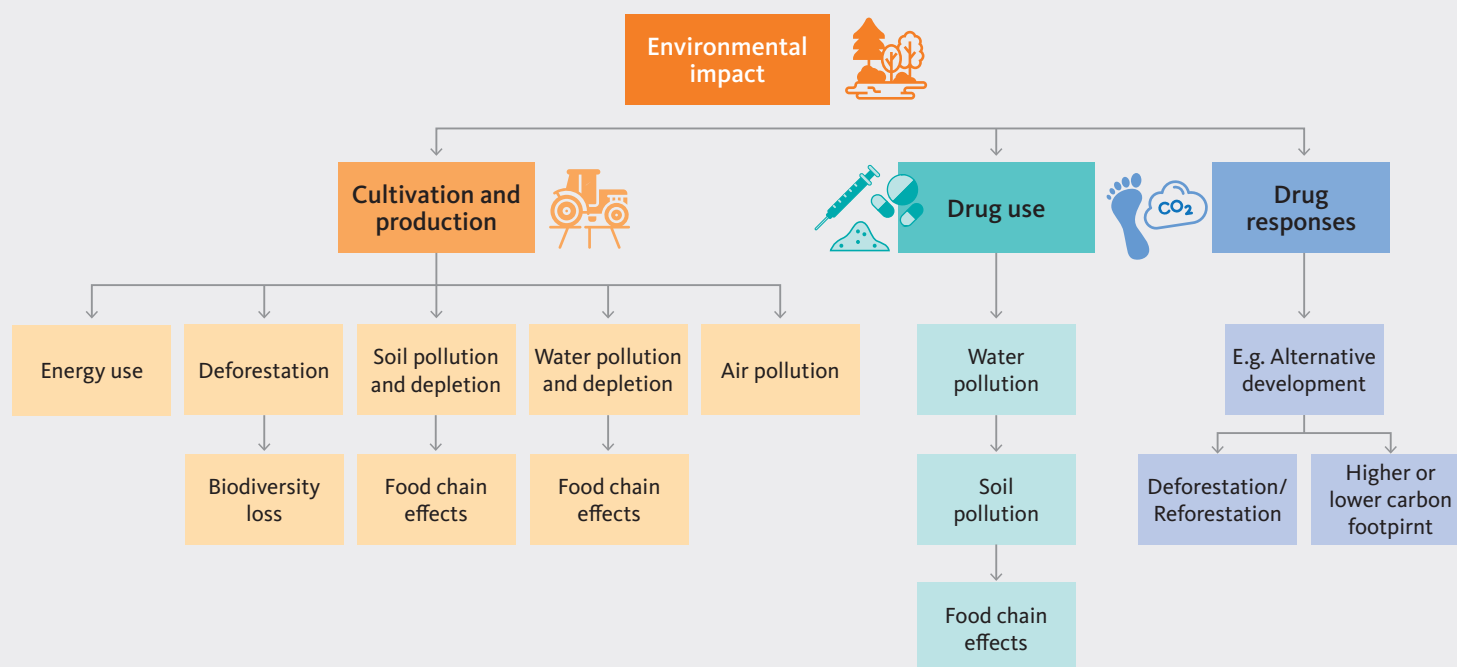 Environmental
impact
Cultivation and
production
Drug use
CO2
Drug
responses
Energy use
Deforestation
Soil pollution
and depletion
Water pollution
and depletion
Air pollution
Water
pollution
E.g. Alternative
development
Biodiversity
loss
Food chain
effects
Food chain
effects
Soil
pollution
Deforestation/
Reforestation
Higher or
lower carbon
footpirnt
Food chain
effects